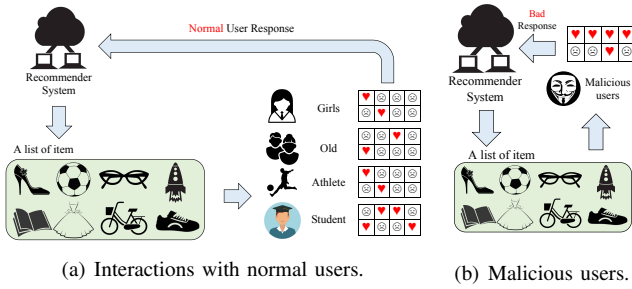 Normal User Response
Recommender
System
A list of item
Girls
Old
Athlete
Student
(a) Interactions with normal users.
Bad
Response
Recommender
System
Malicious
users
A list of item
(b) Malicious users.